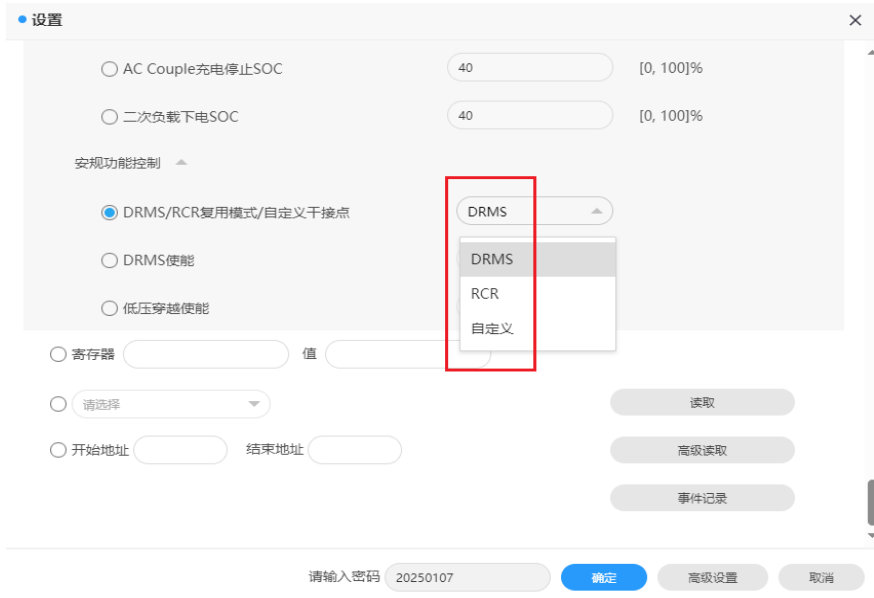 设置
AC Couple充电停止SOC 40 [0, 100]%
二次负载下电SOC 40 [0, 100]%
安规功能控制
DRMS/RCR复用模式/自定义干接点 DRMS
DRMS使能 DRMS
RCR
低压穿越使能 自定义
寄存器 值
请选择 读取
开始地址 结束地址 高级读取
事件记录
请输入密码 20250107 确定 高级设置 取消